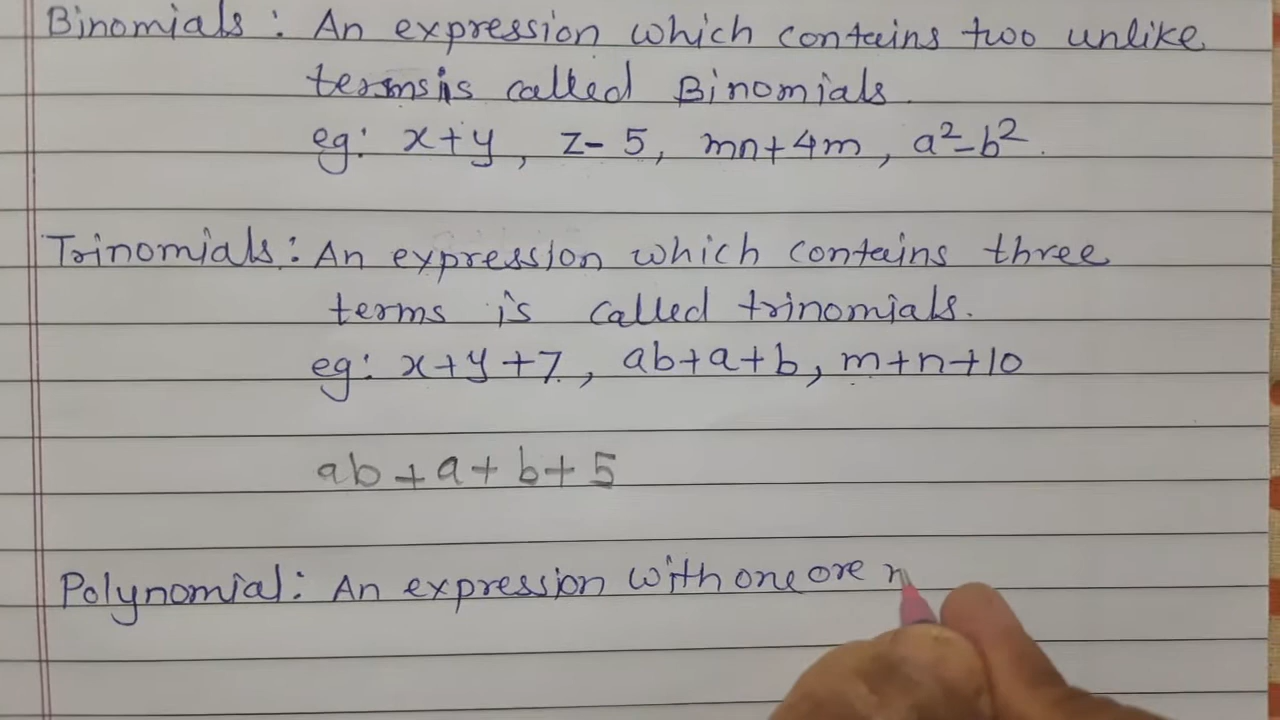 Binomials: An expression which contains two unlike
terms is called Binomials.
eg: x+y, z-5, mn+4m, a²-b².
Trinomials: An expression which contains three
terms is called trinomials.
eg: x+y+7, ab+a+b, m+n+10
ab+a+b+5
Polynomial: An expression with one ore